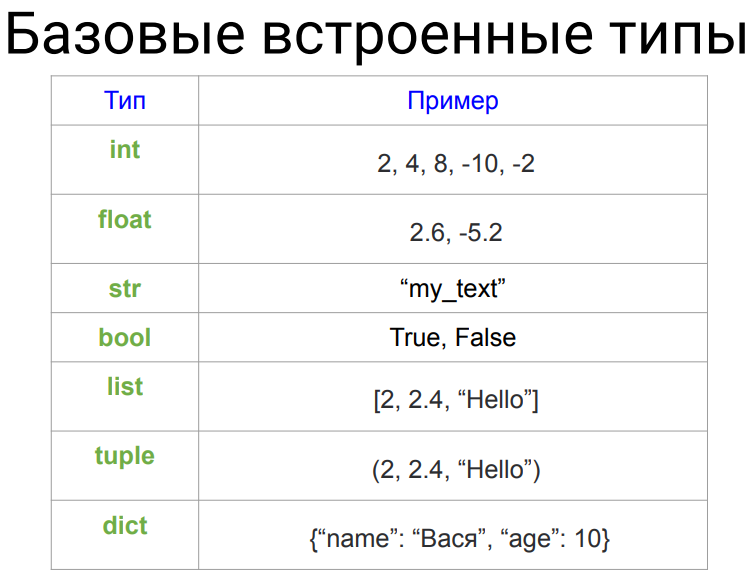 Базовые встроенные типы
Тип Пример
int 2, 4, 8, -10, -2
float 2.6, -5.2
str “my_text”
bool True, False
list [2, 2.4, “Hello”]
tuple (2, 2.4, “Hello”)
dict {“name”: “Вася”, “age”: 10}